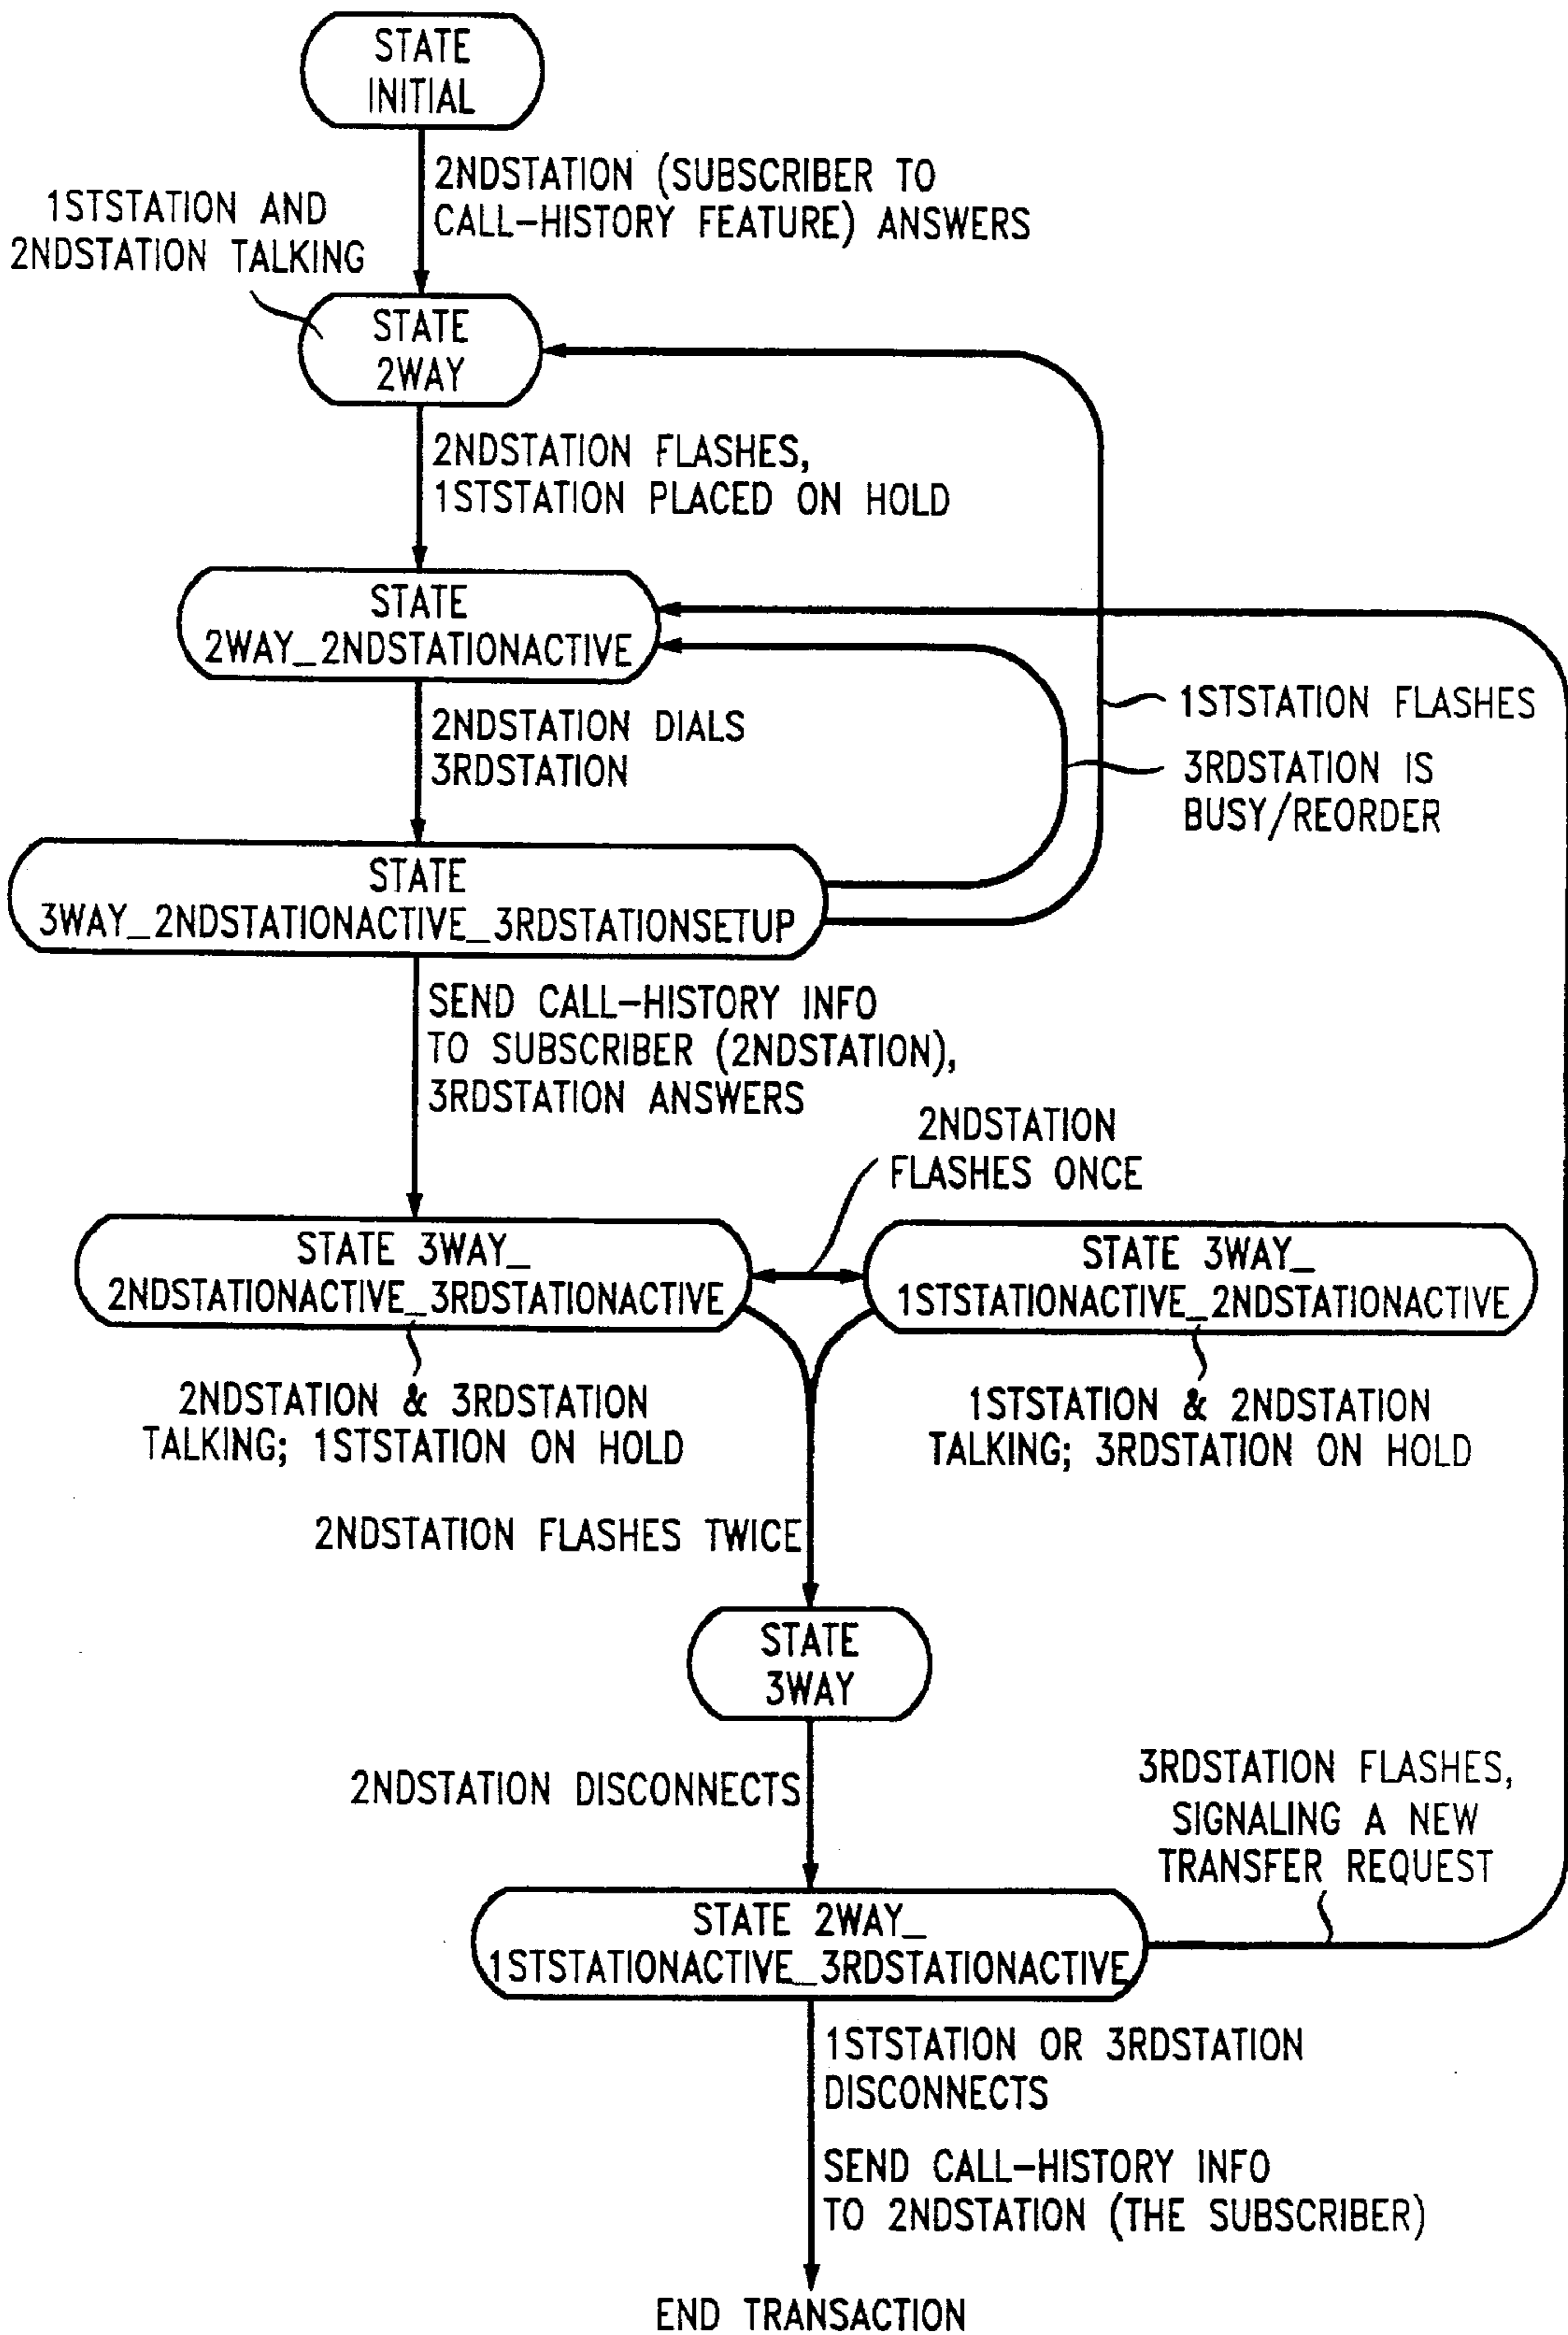 STATE
INITIAL
2NDSTATION (SUBSCRIBER TO
CALL-HISTORY FEATURE) ANSWERS
1STSTATION AND
2NDSTATION TALKING
STATE
2WAY
2NDSTATION FLASHES,
1STSTATION PLACED ON HOLD
STATE
2WAY_2NDSTATIONACTIVE
2NDSTATION DIALS
3RDSTATION
1STSTATION FLASHES
3RDSTATION IS
BUSY/REORDER
STATE
3WAY_2NDSTATIONACTIVE_3RDSTATIONSETUP
SEND CALL-HISTORY INFO
TO SUBSCRIBER (2NDSTATION),
3RDSTATION ANSWERS
2NDSTATION
FLASHES ONCE
STATE 3WAY_
2NDSTATIONACTIVE_3RDSTATIONACTIVE
STATE 3WAY_
1STSTATIONACTIVE_2NDSTATIONACTIVE
2NDSTATION & 3RDSTATION
TALKING; 1STSTATION ON HOLD
1STSTATION & 2NDSTATION
TALKING; 3RDSTATION ON HOLD
2NDSTATION FLASHES TWICE
STATE
3WAY
2NDSTATION DISCONNECTS
3RDSTATION FLASHES,
SIGNALING A NEW
TRANSFER REQUEST
STATE 2WAY_
1STSTATIONACTIVE_3RDSTATIONACTIVE
1STSTATION OR 3RDSTATION
DISCONNECTS
SEND CALL-HISTORY INFO
TO 2NDSTATION (THE SUBSCRIBER)
END TRANSACTION